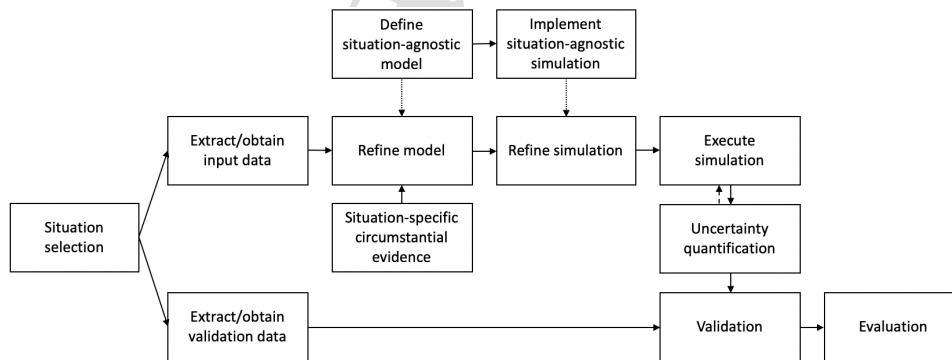 Define
situation-agnostic
model
Implement
situation-agnostic
simulation
Extract/obtain
input data
Refine model
Refine simulation
Execute
simulation
Situation
selection
Situation-specific
circumstantial
evidence
Uncertainty
quantification
Extract/obtain
validation data
Validation
Evaluation